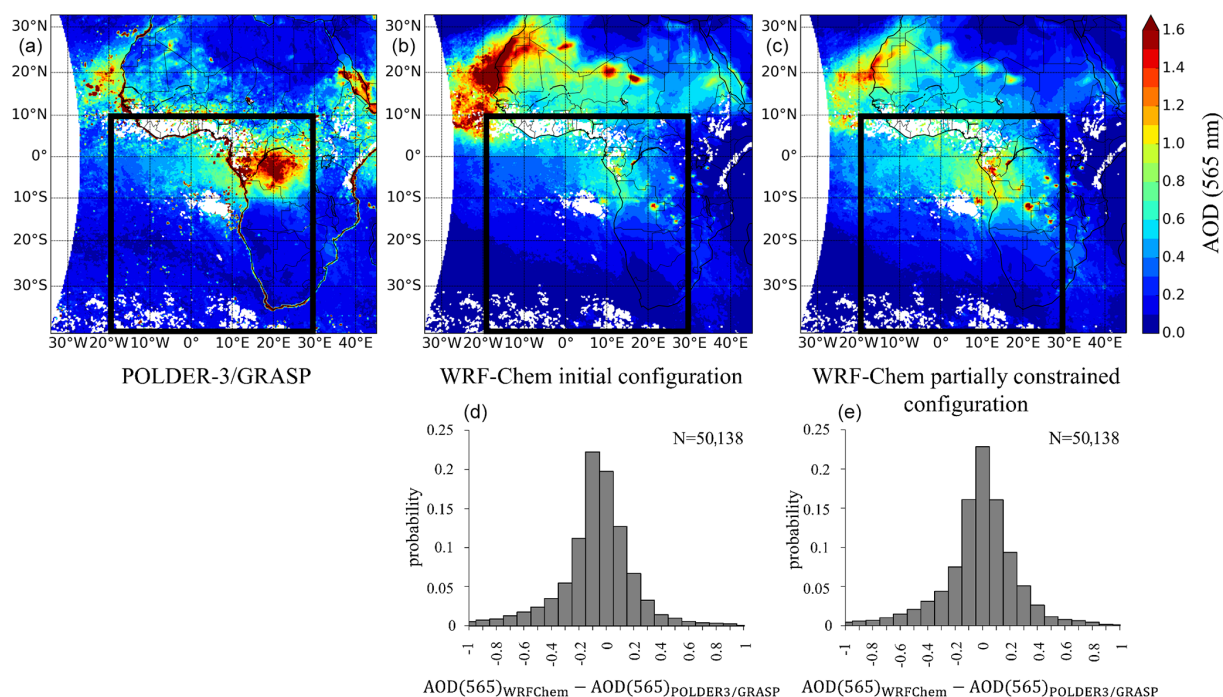 (a)
(b)
(c)
30°N
20°N
10°N
0°
10°S
20°S
30°S
30°W 20°W 10°W 0° 10°E 20°E 30°E 40°E
POLDER-3/GRASP
30°N
20°N
10°N
0°
10°S
20°S
30°S
30°W 20°W 10°W 0° 10°E 20°E 30°E 40°E
WRF-Chem initial configuration
30°N
20°N
10°N
0°
10°S
20°S
30°S
30°W 20°W 10°W 0° 10°E 20°E 30°E 40°E
WRF-Chem partially constrained
configuration
1.6
1.4
1.2
1.0
0.8
0.6
0.4
0.2
0.0
AOD (565 nm)
(d)
N=50,138
0.25
0.2
0.15
0.1
0.05
0
probability
-1 -0.8 -0.6 -0.4 -0.2 0 0.2 0.4 0.6 0.8 1
AOD(565)WRFChem − AOD(565)POLDER3/GRASP
(e)
N=50,138
0.25
0.2
0.15
0.1
0.05
0
probability
-1 -0.8 -0.6 -0.4 -0.2 0 0.2 0.4 0.6 0.8 1
AOD(565)WRFChem − AOD(565)POLDER3/GRASP